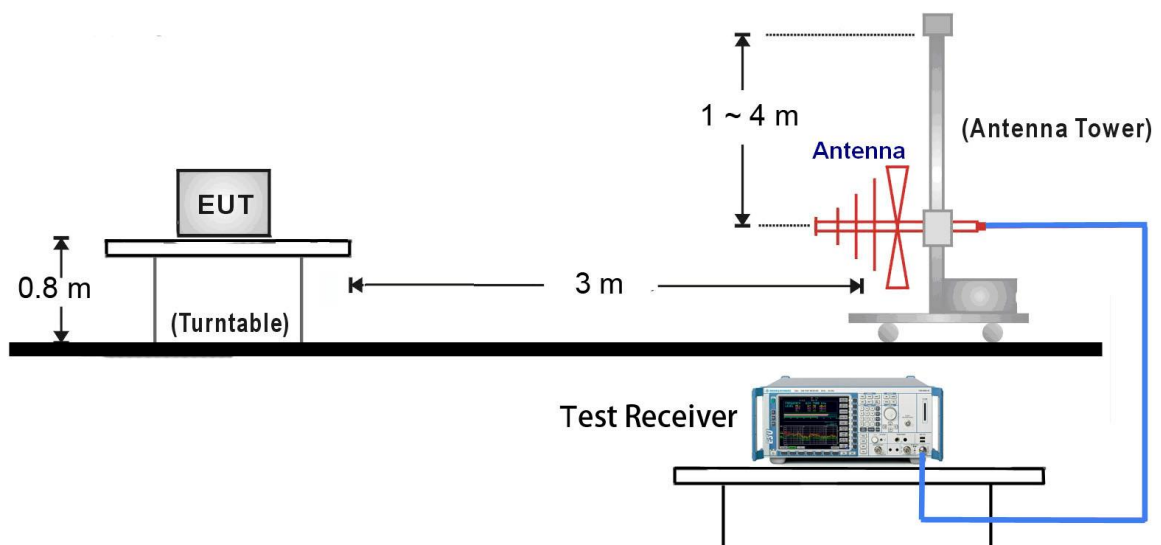 1 ~ 4 m
(Antenna Tower)
Antenna
EUT
0.8 m
3 m
(Turntable)
Test Receiver